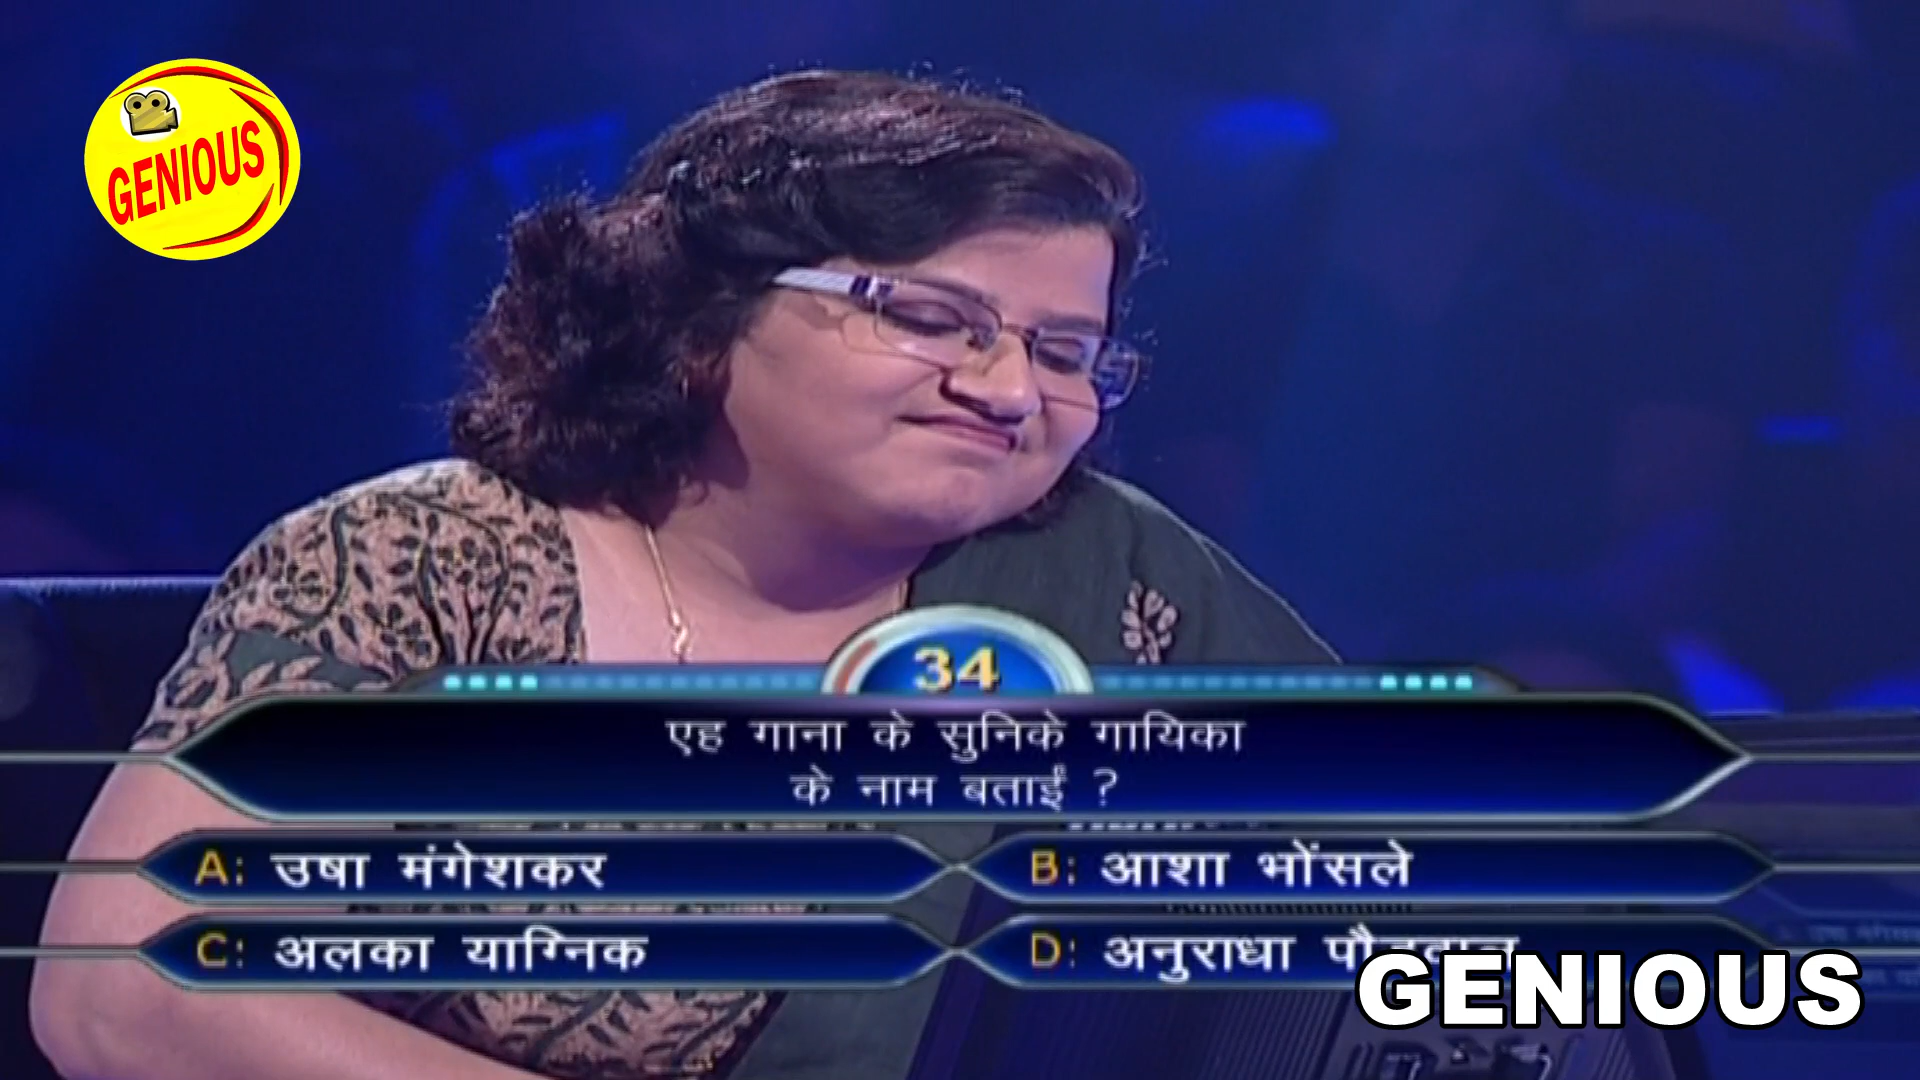 GENIOUS
34
एह गाना के सुनिके गायिका
के नाम बताईं ?
A: उषा मंगेशकर
B: आशा भोंसले
C: अलका याग्निक
D: अनुराधा
GENIOUS